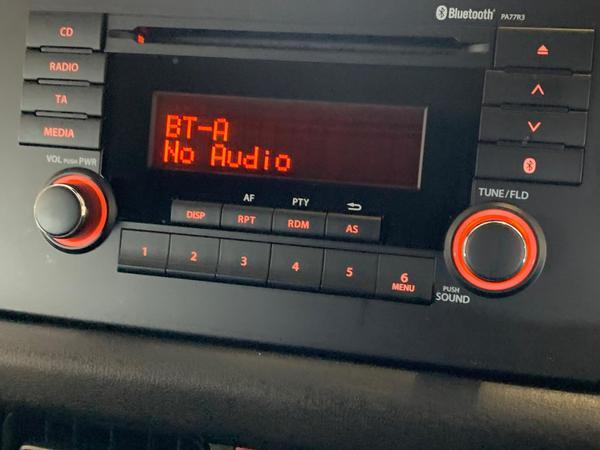 Bluetooth® PA77R3
CD
RADIO
TA
MEDIA
BT-A
No Audio
VOL PUSH PWR
TUNE/FLD
AF PTY
DISP RPT RDM AS
1 2 3 4 5 6
MENU
PUSH
SOUND